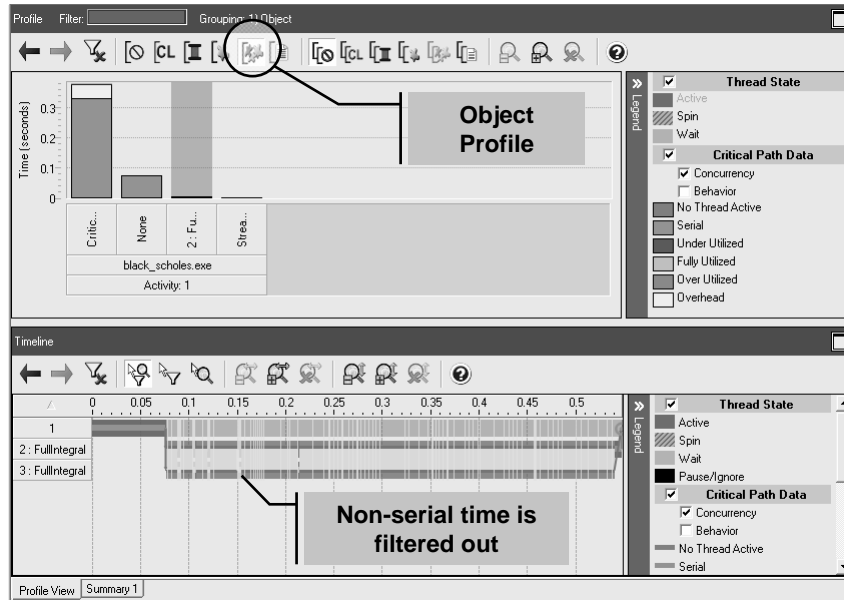 Profile Filter: Grouping: 1) Object
CL CL
Object
Profile
Time (seconds)
0.3
0.2
0.1
0
Critic...
None
2 : Fu...
Strea...
black_scholes.exe
Activity: 1
Legend
Thread State
Active
Spin
Wait
Critical Path Data
Concurrency
Behavior
No Thread Active
Serial
Under Utilized
Fully Utilized
Over Utilized
Overhead
Timeline
0 0.05 0.1 0.15 0.2 0.25 0.3 0.35 0.4 0.45 0.5
1
2 : FullIntegral
3 : FullIntegral
Non-serial time is
filtered out
Legend
Thread State
Active
Spin
Wait
Pause/Ignore
Critical Path Data
Concurrency
Behavior
No Thread Active
Serial
Profile View Summary 1